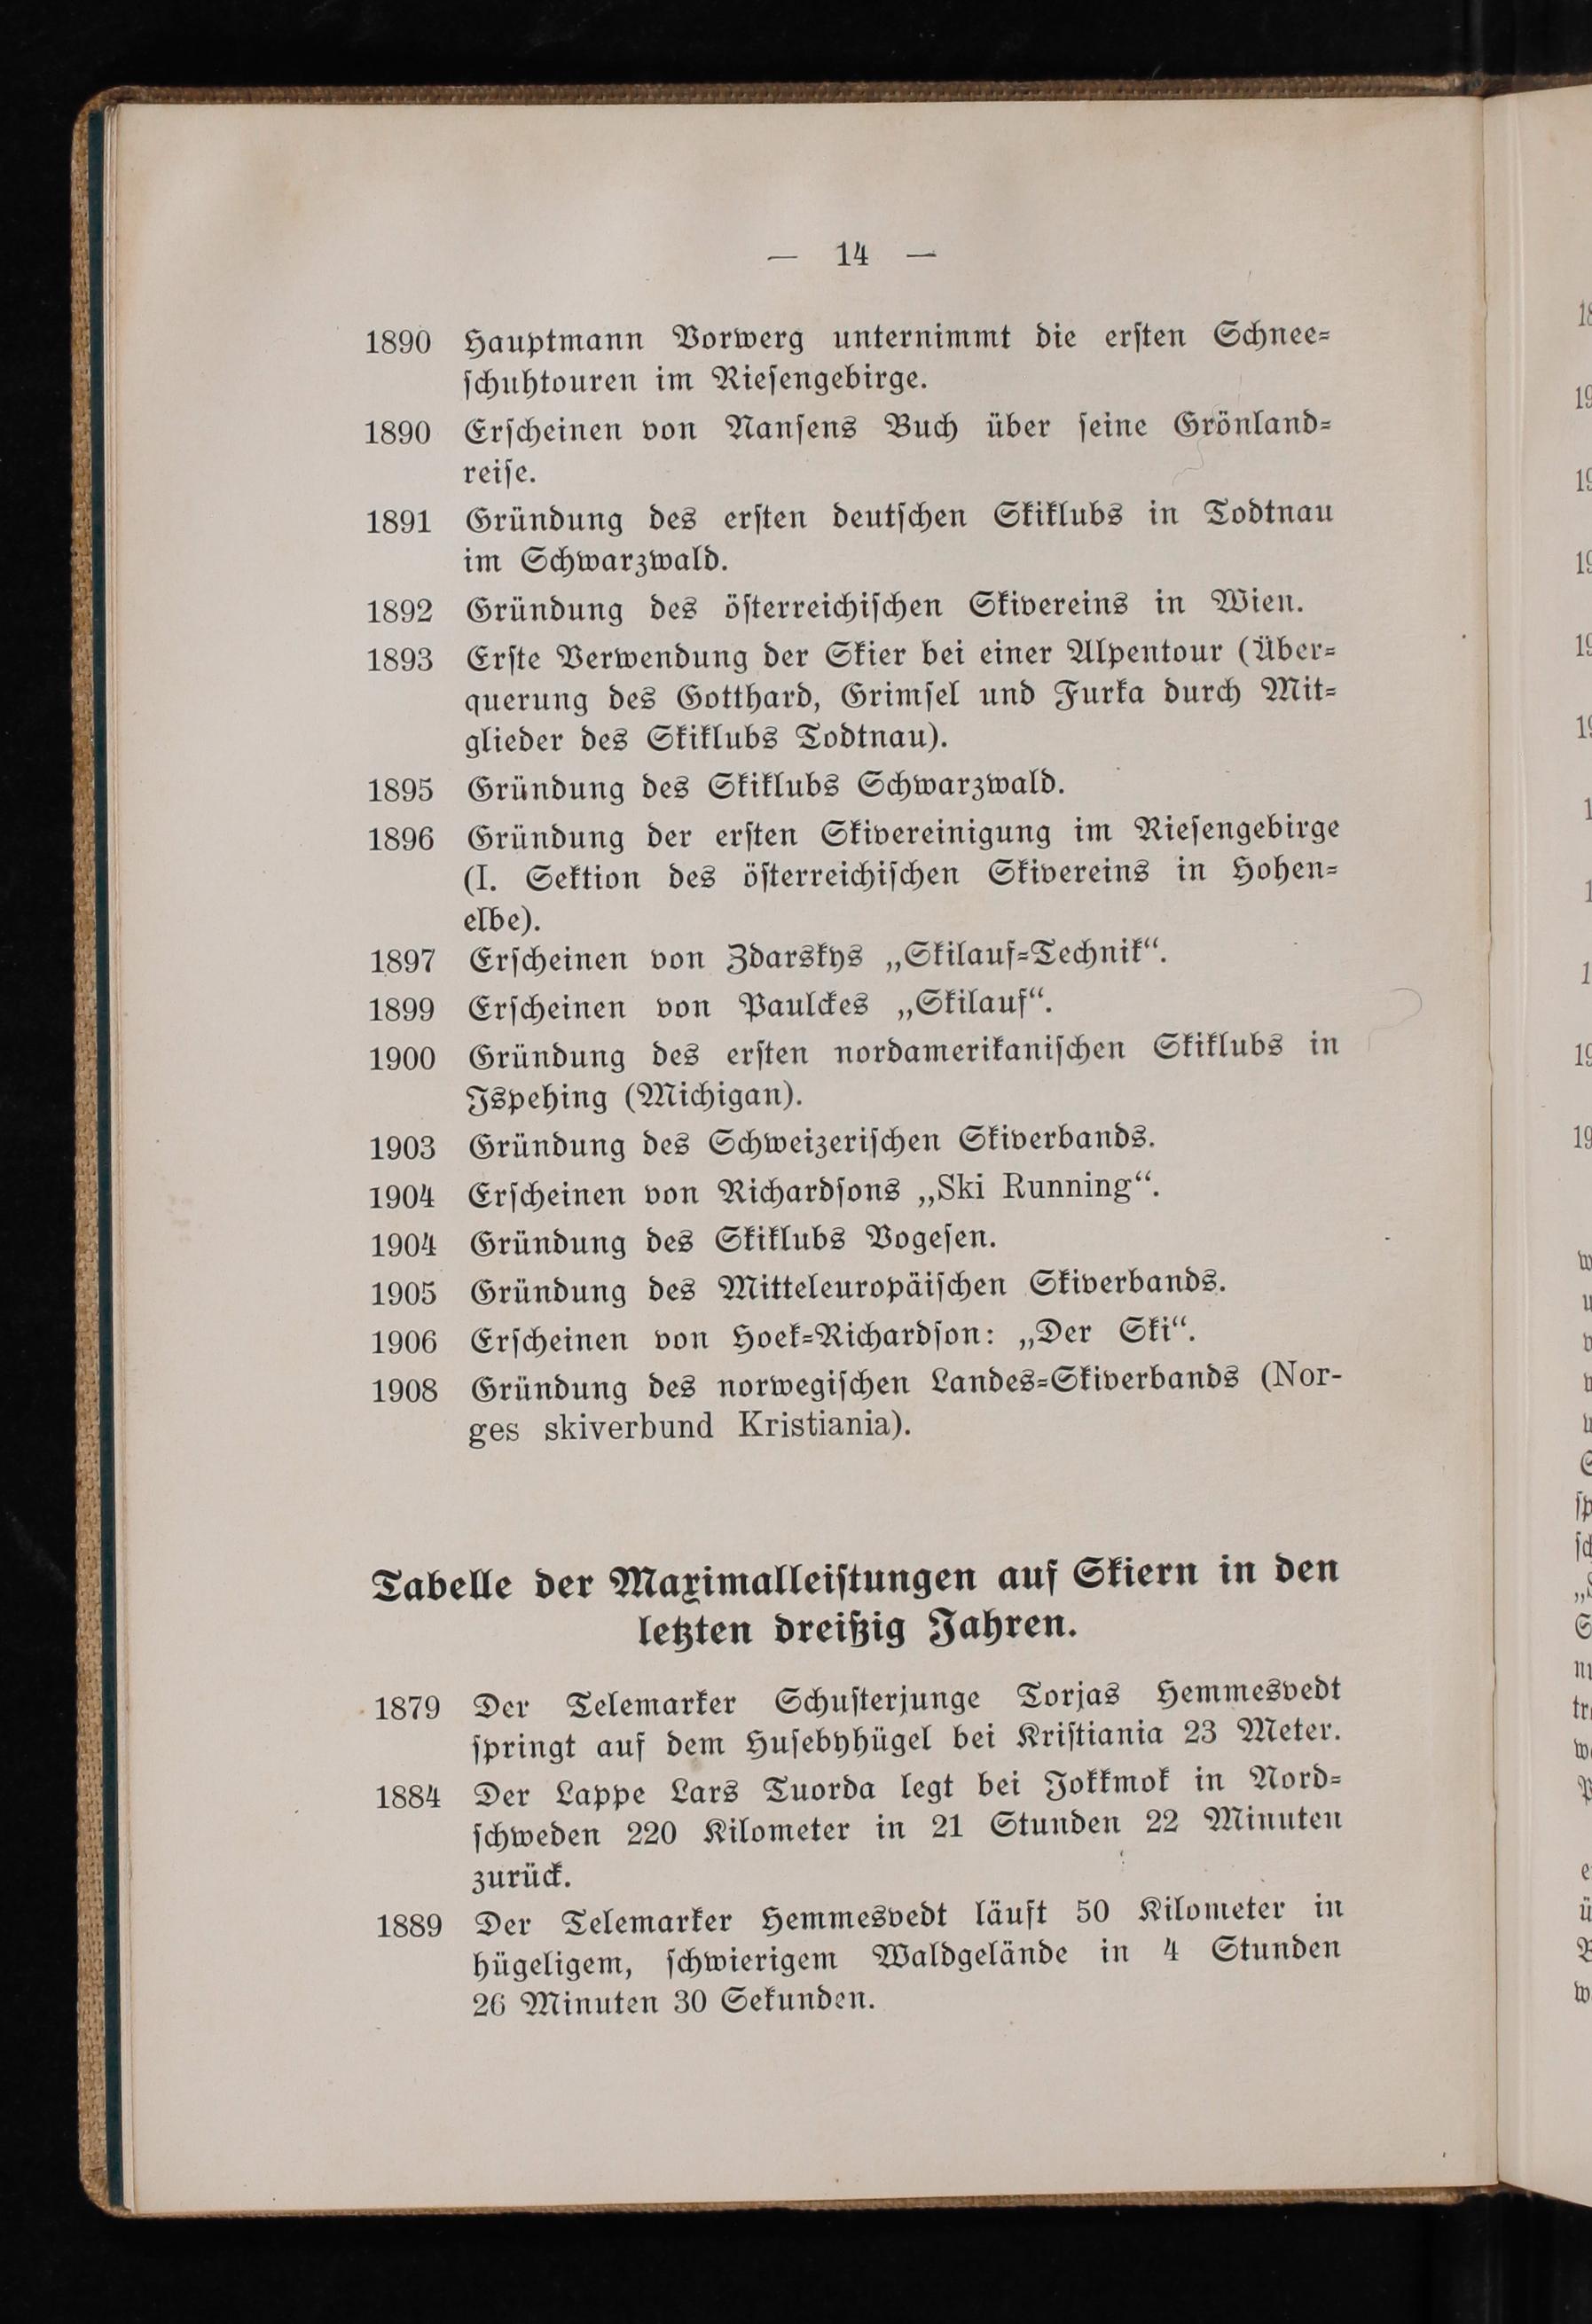 — 14 —
1890 Hauptmann Vorwerg unternimmt die erſten Schnee⸗
ſchuhtouren im Rieſengebirge.
1890 Erſcheinen von Nanſens Buch über ſeine Grönland⸗
reiſe.
1891 Gründung des erſten deutſchen Skiklubs in Todtnau
im Schwarzwald.
1892 Gründung des öſterreichiſchen Skivereins in Wien.
1893 Erſte Verwendung der Skier bei einer Alpentour (Über⸗
querung des Gotthard, Grimſel und Furka durch Mit⸗
glieder des Skiklubs Todtnau).
1895 Gründung des Skiklubs Schwarzwald.
1896 Gründung der erſten Skivereinigung im Rieſengebirge
(I. Sektion des öſterreichiſchen Skivereins in Hohen⸗
elbe).
1897 Erſcheinen von Zdarskys „Skilauf⸗Technik“.
1899 Erſcheinen von Paulckes „Skilauf“.
1900 Gründung des erſten nordamerikaniſchen Skiklubs in
Ispehing (Michigan).
1903 Gründung des Schweizeriſchen Skiverbands.
1904 Erſcheinen von Richardſons „Ski Running“.
1904 Gründung des Skiklubs Vogeſen.
1905 Gründung des Mitteleuropäiſchen Skiverbands.
1906 Erſcheinen von Hoek⸗Richardſon: „Der Ski“.
1908 Gründung des norwegiſchen Landes⸗Skiverbands (Nor-
ges skiverbund Kristiania).
Tabelle der Maximalleiſtungen auf Skiern in den
letzten dreißig Jahren.
1879 Der Telemarker Schuſterjunge Torjas Hemmesvedt
ſpringt auf dem Huſebyhügel bei Kriſtiania 23 Meter.
1884 Der Lappe Lars Tuorda legt bei Jokkmok in Nord⸗
ſchweden 220 Kilometer in 21 Stunden 22 Minuten
zurück.
1889 Der Telemarker Hemmesvedt läuft 50 Kilometer in
hügeligem, ſchwierigem Waldgelände in 4 Stunden
26 Minuten 30 Sekunden.